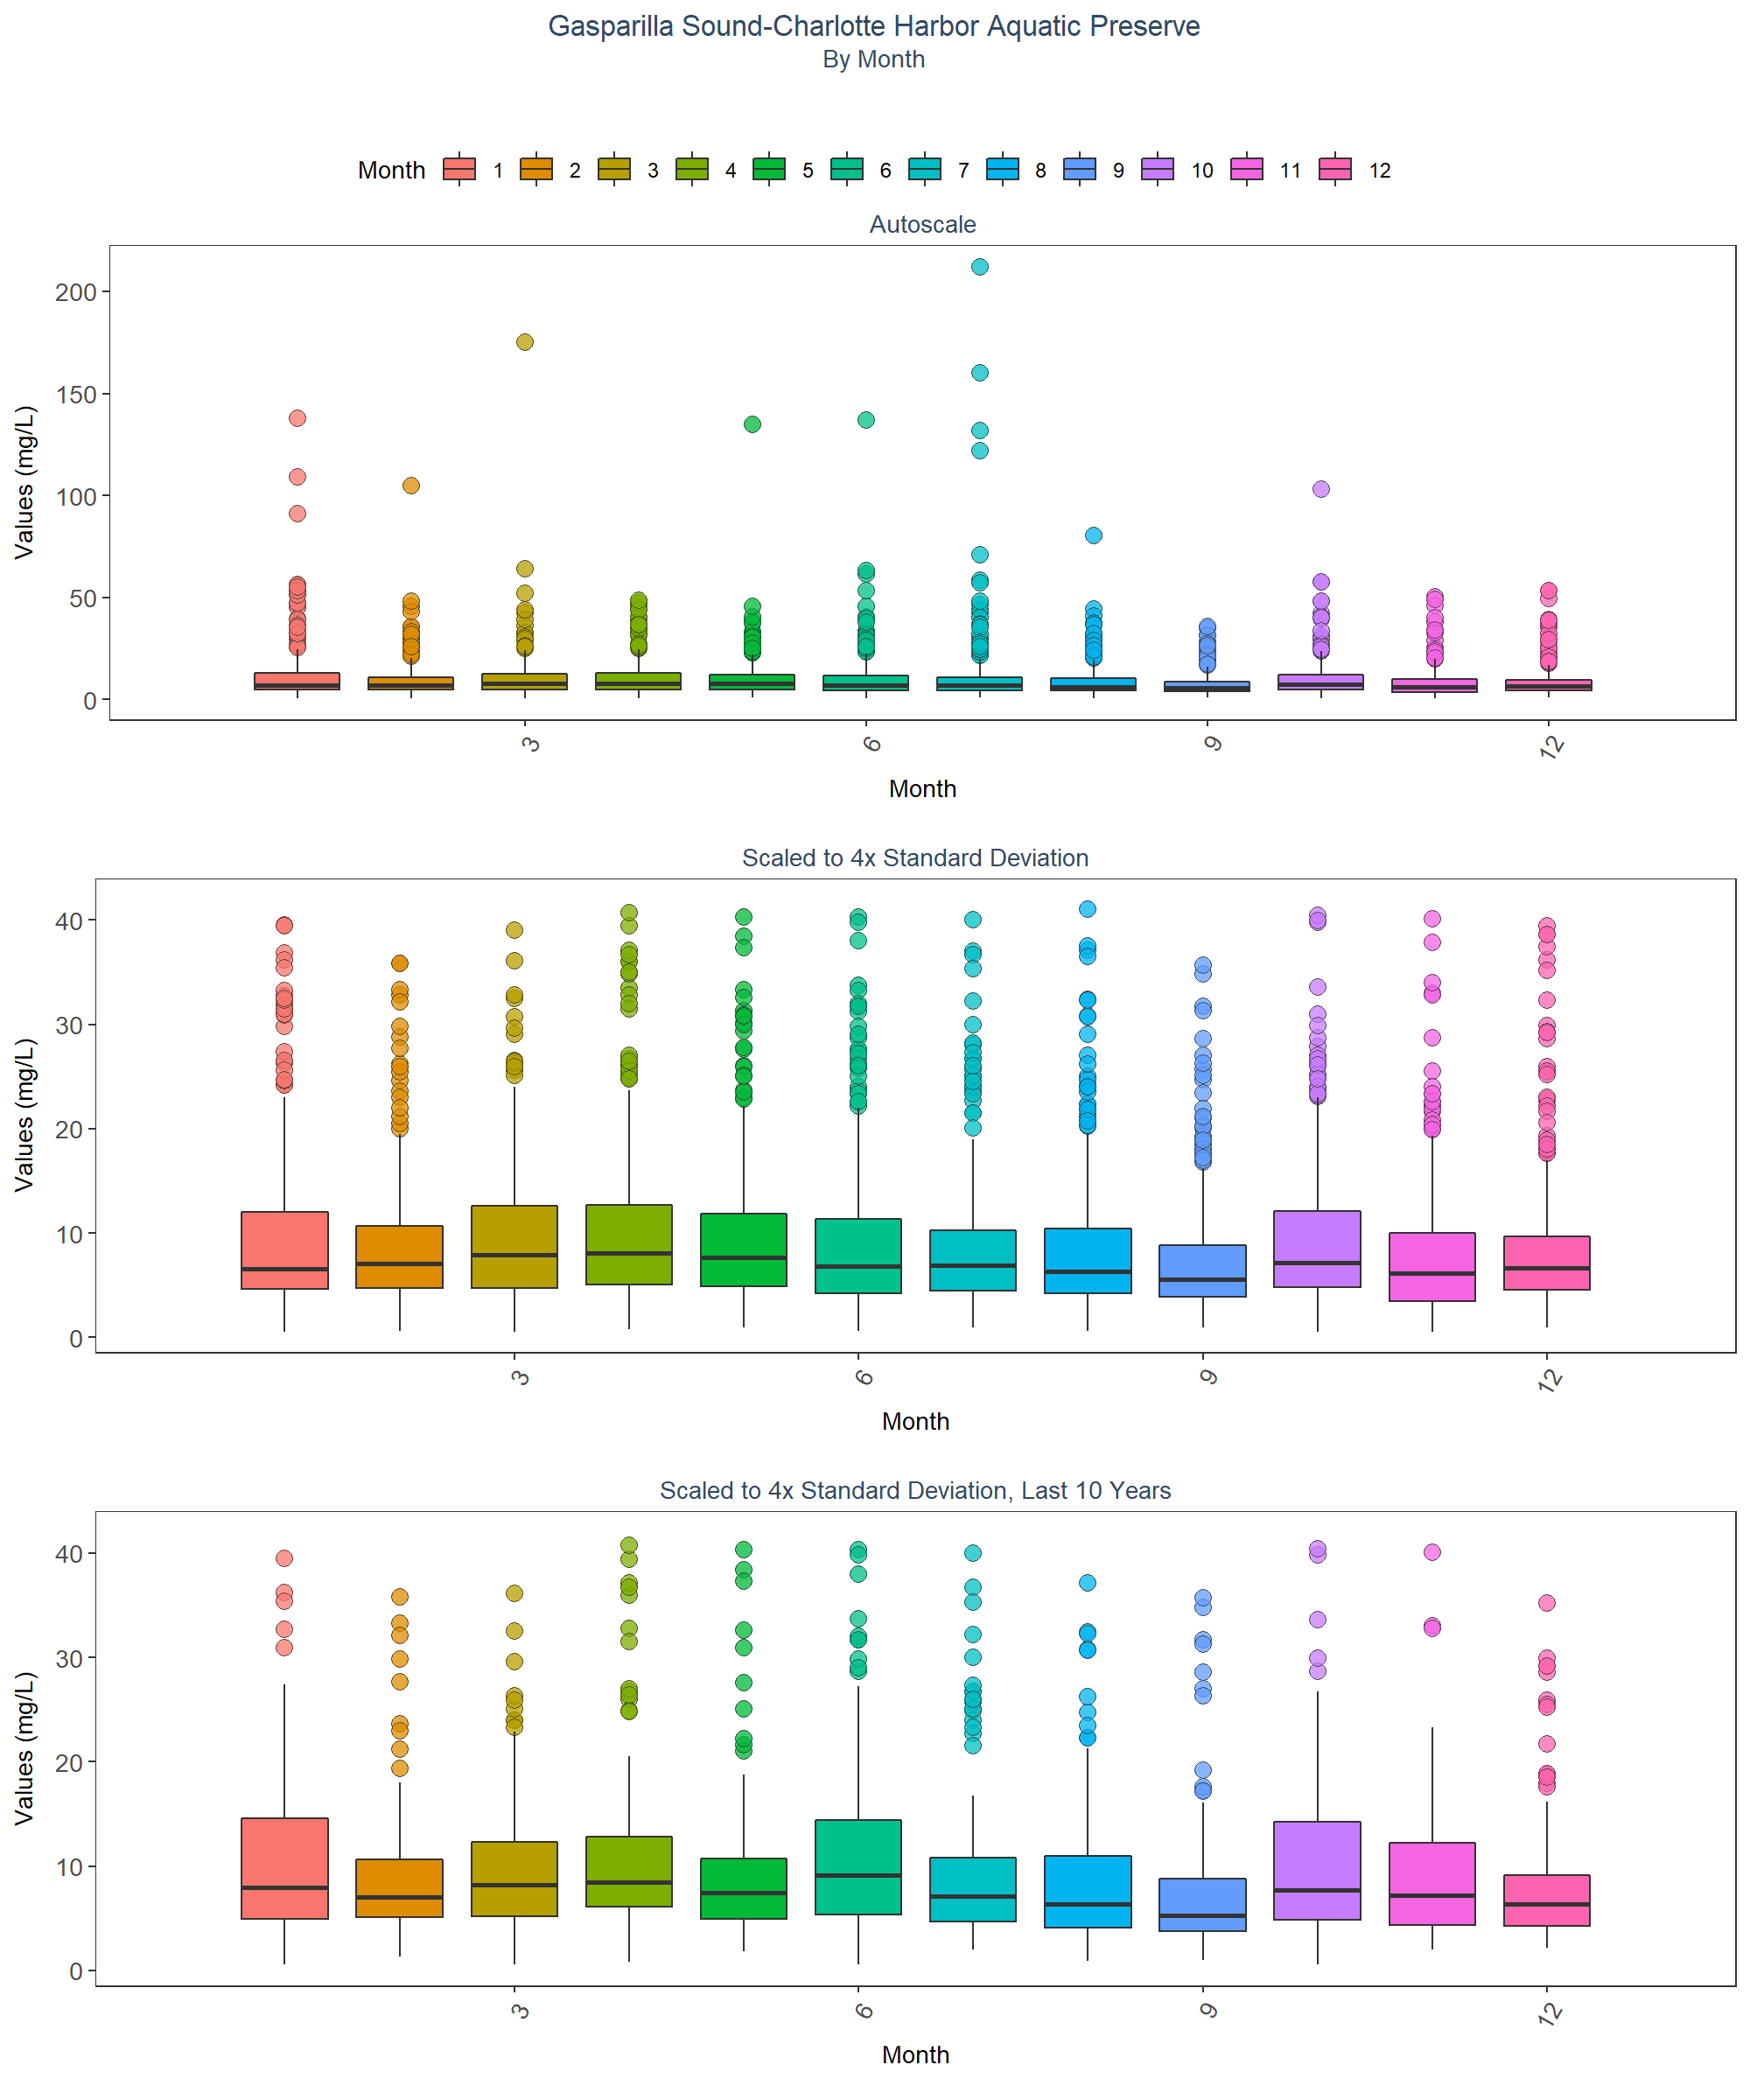 Gasparilla Sound-Charlotte Harbor Aquatic Preserve
By Month
Month 1 2 3 4 5 6 7 8 9 10 11 12
Autoscale
Values (mg/L)
200
150
100
50
0
3 6 9 12
Month
Scaled to 4x Standard Deviation
Values (mg/L)
40
30
20
10
0
3 6 9 12
Month
Scaled to 4x Standard Deviation, Last 10 Years
Values (mg/L)
40
30
20
10
0
3 6 9 12
Month